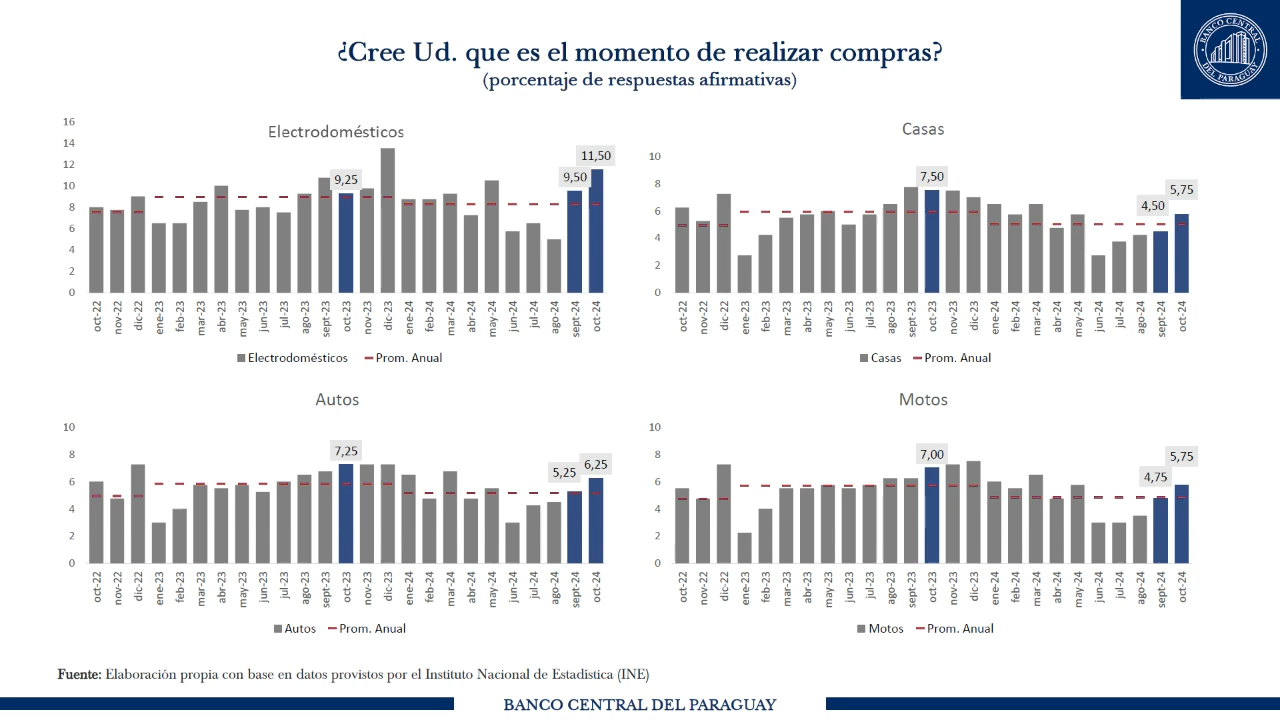 ¿Cree Ud. que es el momento de realizar compras?
(porcentaje de respuestas afirmativas)
BANCO CENTRAL
DEL PARAGUAY
Electrodomésticos
16
14
12
10
8
6
4
2
0
9,25
9,50
11,50
oct-22
nov-22
dic-22
ene-23
feb-23
mar-23
abr-23
may-23
jun-23
jul-23
ago-23
sept-23
oct-23
nov-23
dic-23
ene-24
feb-24
mar-24
abr-24
may-24
jun-24
jul-24
ago-24
sept-24
oct-24
Electrodomésticos Prom. Anual
Casas
10
8
6
4
2
0
7,50
4,50
5,75
oct-22
nov-22
dic-22
ene-23
feb-23
mar-23
abr-23
may-23
jun-23
jul-23
ago-23
sept-23
oct-23
nov-23
dic-23
ene-24
feb-24
mar-24
abr-24
may-24
jun-24
jul-24
ago-24
sept-24
oct-24
Casas Prom. Anual
Autos
10
8
6
4
2
0
7,25
5,25
6,25
oct-22
nov-22
dic-22
ene-23
feb-23
mar-23
abr-23
may-23
jun-23
jul-23
ago-23
sept-23
oct-23
nov-23
dic-23
ene-24
feb-24
mar-24
abr-24
may-24
jun-24
jul-24
ago-24
sept-24
oct-24
Autos Prom. Anual
Motos
10
8
6
4
2
0
7,00
4,75
5,75
oct-22
nov-22
dic-22
ene-23
feb-23
mar-23
abr-23
may-23
jun-23
jul-23
ago-23
sept-23
oct-23
nov-23
dic-23
ene-24
feb-24
mar-24
abr-24
may-24
jun-24
jul-24
ago-24
sept-24
oct-24
Motos Prom. Anual
Fuente: Elaboración propia con base en datos provistos por el Instituto Nacional de Estadística (INE)
BANCO CENTRAL DEL PARAGUAY